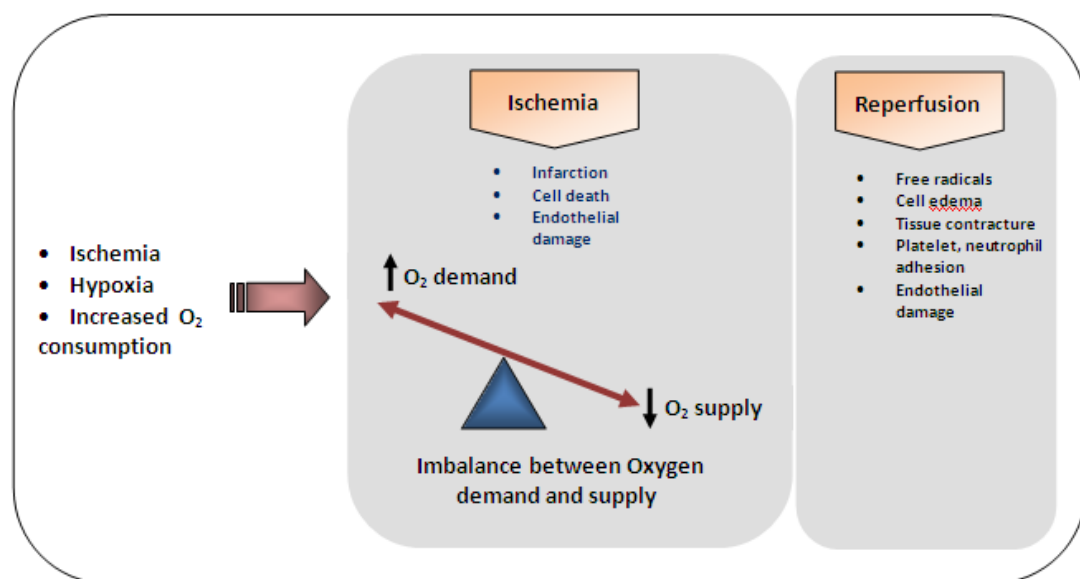 • Ischemia
• Hypoxia
• Increased O₂
consumption
Ischemia
• Infarction
• Cell death
• Endothelial
damage
O₂ demand
O₂ supply
Imbalance between Oxygen
demand and supply
Reperfusion
• Free radicals
• Cell edema
• Tissue contracture
• Platelet, neutrophil
adhesion
• Endothelial
damage